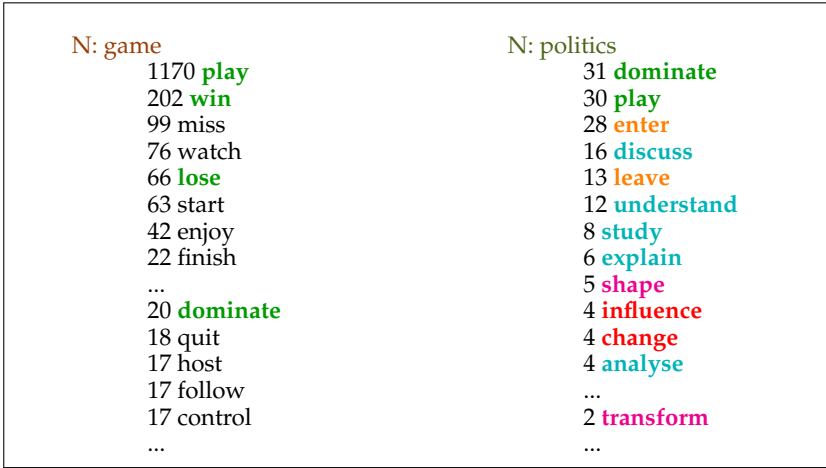 N: game
1170 play
202 win
99 miss
76 watch
66 lose
63 start
42 enjoy
22 finish
...
20 dominate
18 quit
17 host
17 follow
17 control
...
N: politics
31 dominate
30 play
28 enter
16 discuss
13 leave
12 understand
8 study
6 explain
5 shape
4 influence
4 change
4 analyse
...
2 transform
...